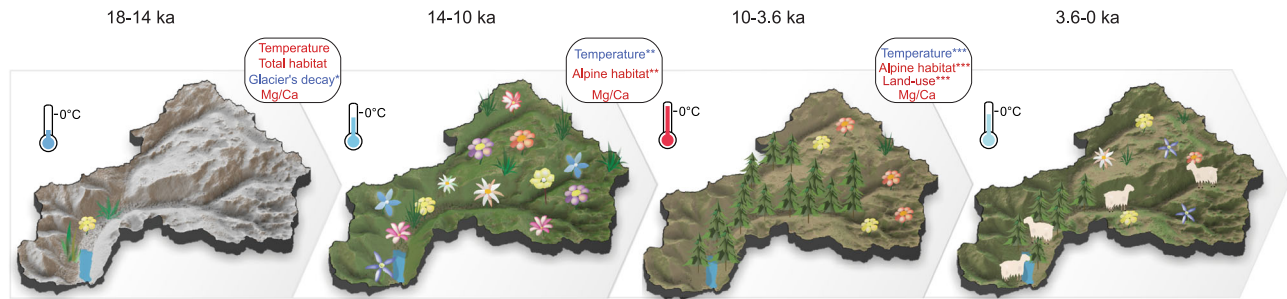 18-14 ka
14-10 ka
10-3.6 ka
3.6-0 ka
Temperature
Total habitat
Glacier's decay*
Mg/Ca
Temperature**
Alpine habitat**
Mg/Ca
Temperature***
Alpine habitat***
Land-use***
Mg/Ca
-0°C
-0°C
-0°C
-0°C